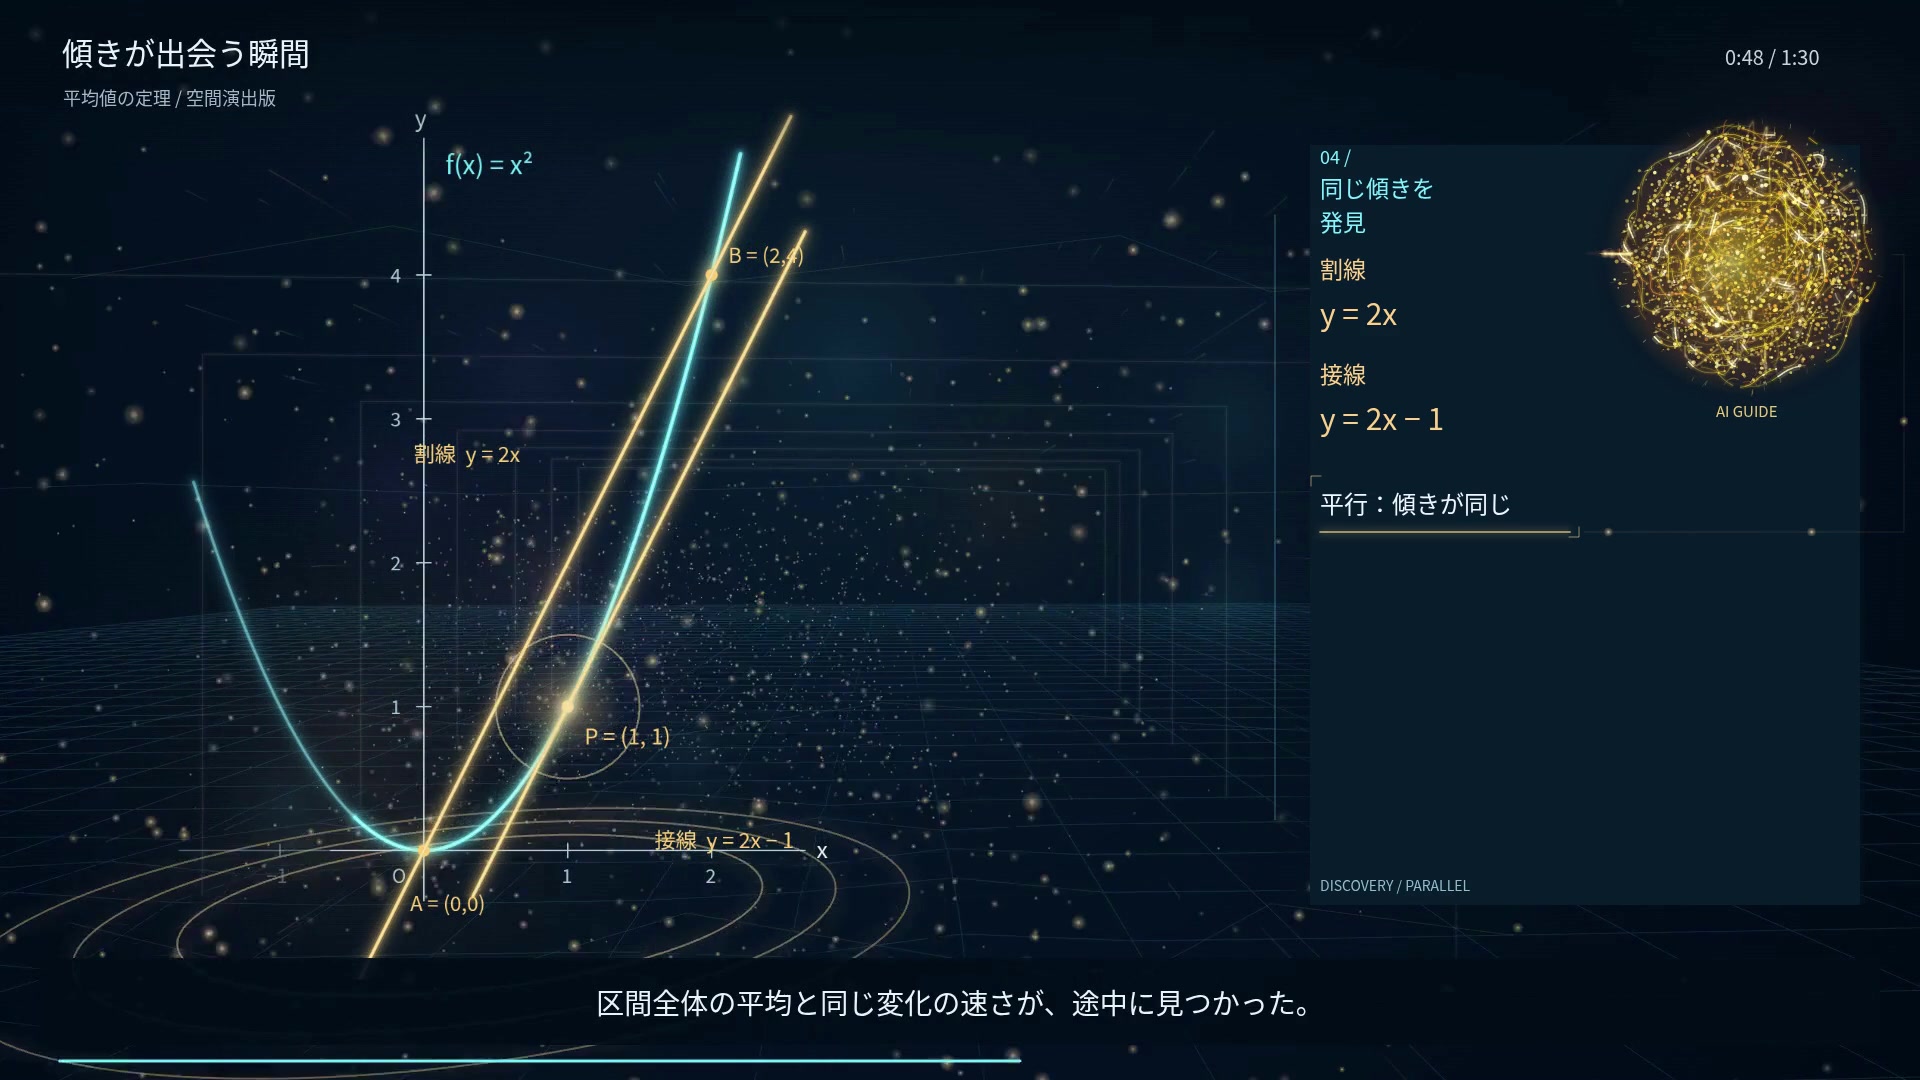 傾きが出会う瞬間
平均値の定理 / 空間演出版
0:48 / 1:30
y
f(x) = x²
B = (2,4)
4
3
割線 y = 2x
2
1
P = (1, 1)
接線 y = 2x − 1
x
-1
O
1
2
A = (0,0)
04 /
同じ傾きを
発見
割線
y = 2x
接線
y = 2x − 1
AI GUIDE
平行：傾きが同じ
DISCOVERY / PARALLEL
区間全体の平均と同じ変化の速さが、途中に見つかった。